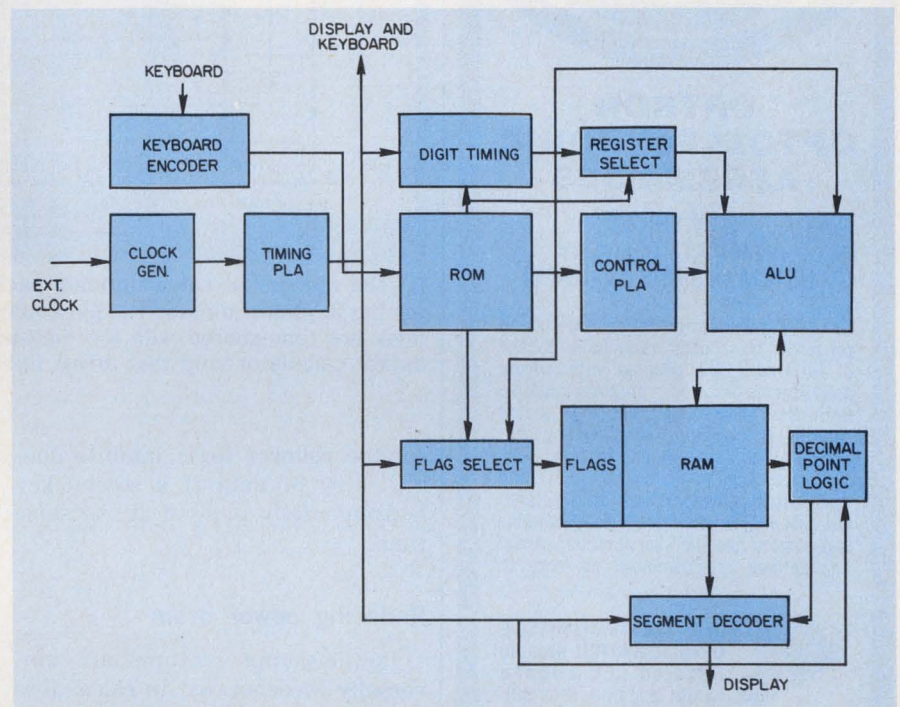 DISPLAY AND
KEYBOARD
KEYBOARD
KEYBOARD
ENCODER
DIGIT TIMING
REGISTER
SELECT
EXT.
CLOCK
CLOCK
GEN.
TIMING
PLA
ROM
CONTROL
PLA
ALU
FLAG SELECT
FLAGS
RAM
DECIMAL
POINT
LOGIC
SEGMENT DECODER
DISPLAY